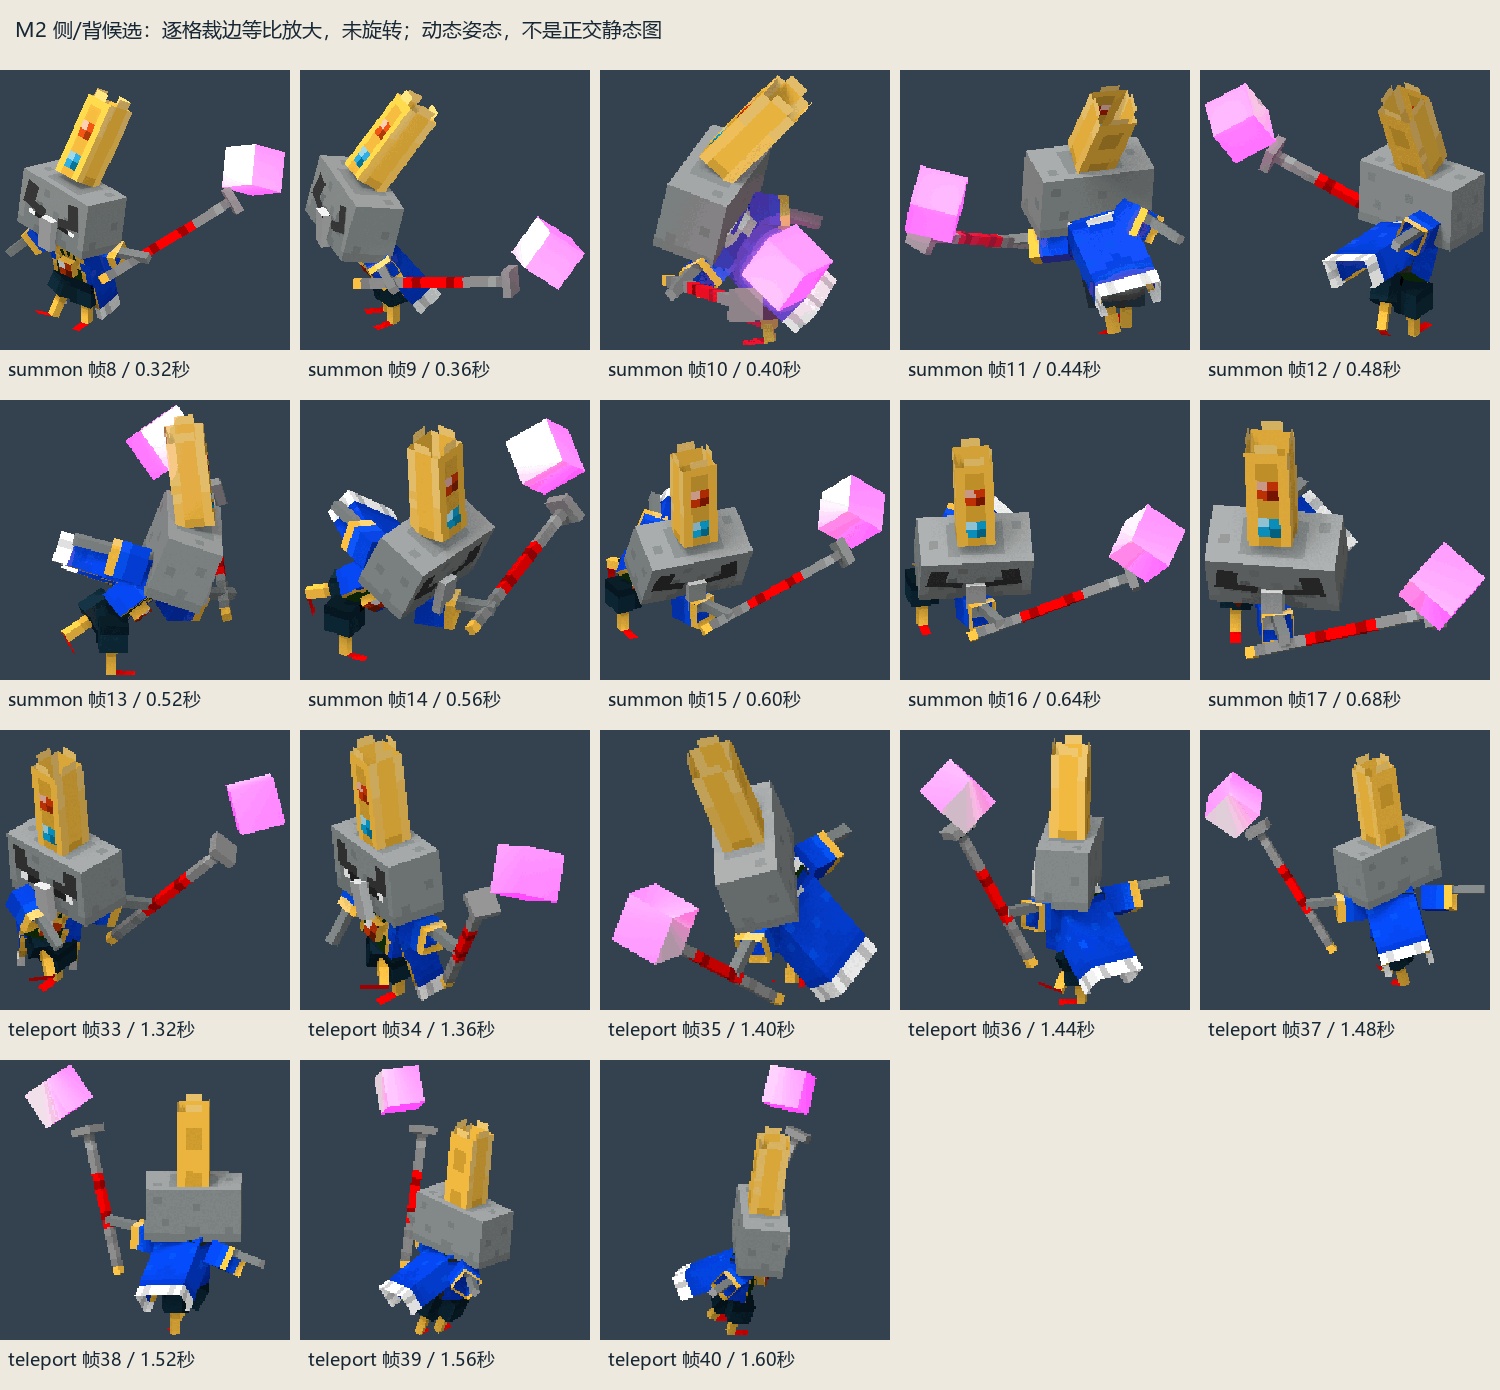 M2 侧/背候选：逐格裁边等比放大，未旋转；动态姿态，不是正交静态图
summon 帧8 / 0.32秒
summon 帧9 / 0.36秒
summon 帧10 / 0.40秒
summon 帧11 / 0.44秒
summon 帧12 / 0.48秒
summon 帧13 / 0.52秒
summon 帧14 / 0.56秒
summon 帧15 / 0.60秒
summon 帧16 / 0.64秒
summon 帧17 / 0.68秒
teleport 帧33 / 1.32秒
teleport 帧34 / 1.36秒
teleport 帧35 / 1.40秒
teleport 帧36 / 1.44秒
teleport 帧37 / 1.48秒
teleport 帧38 / 1.52秒
teleport 帧39 / 1.56秒
teleport 帧40 / 1.60秒